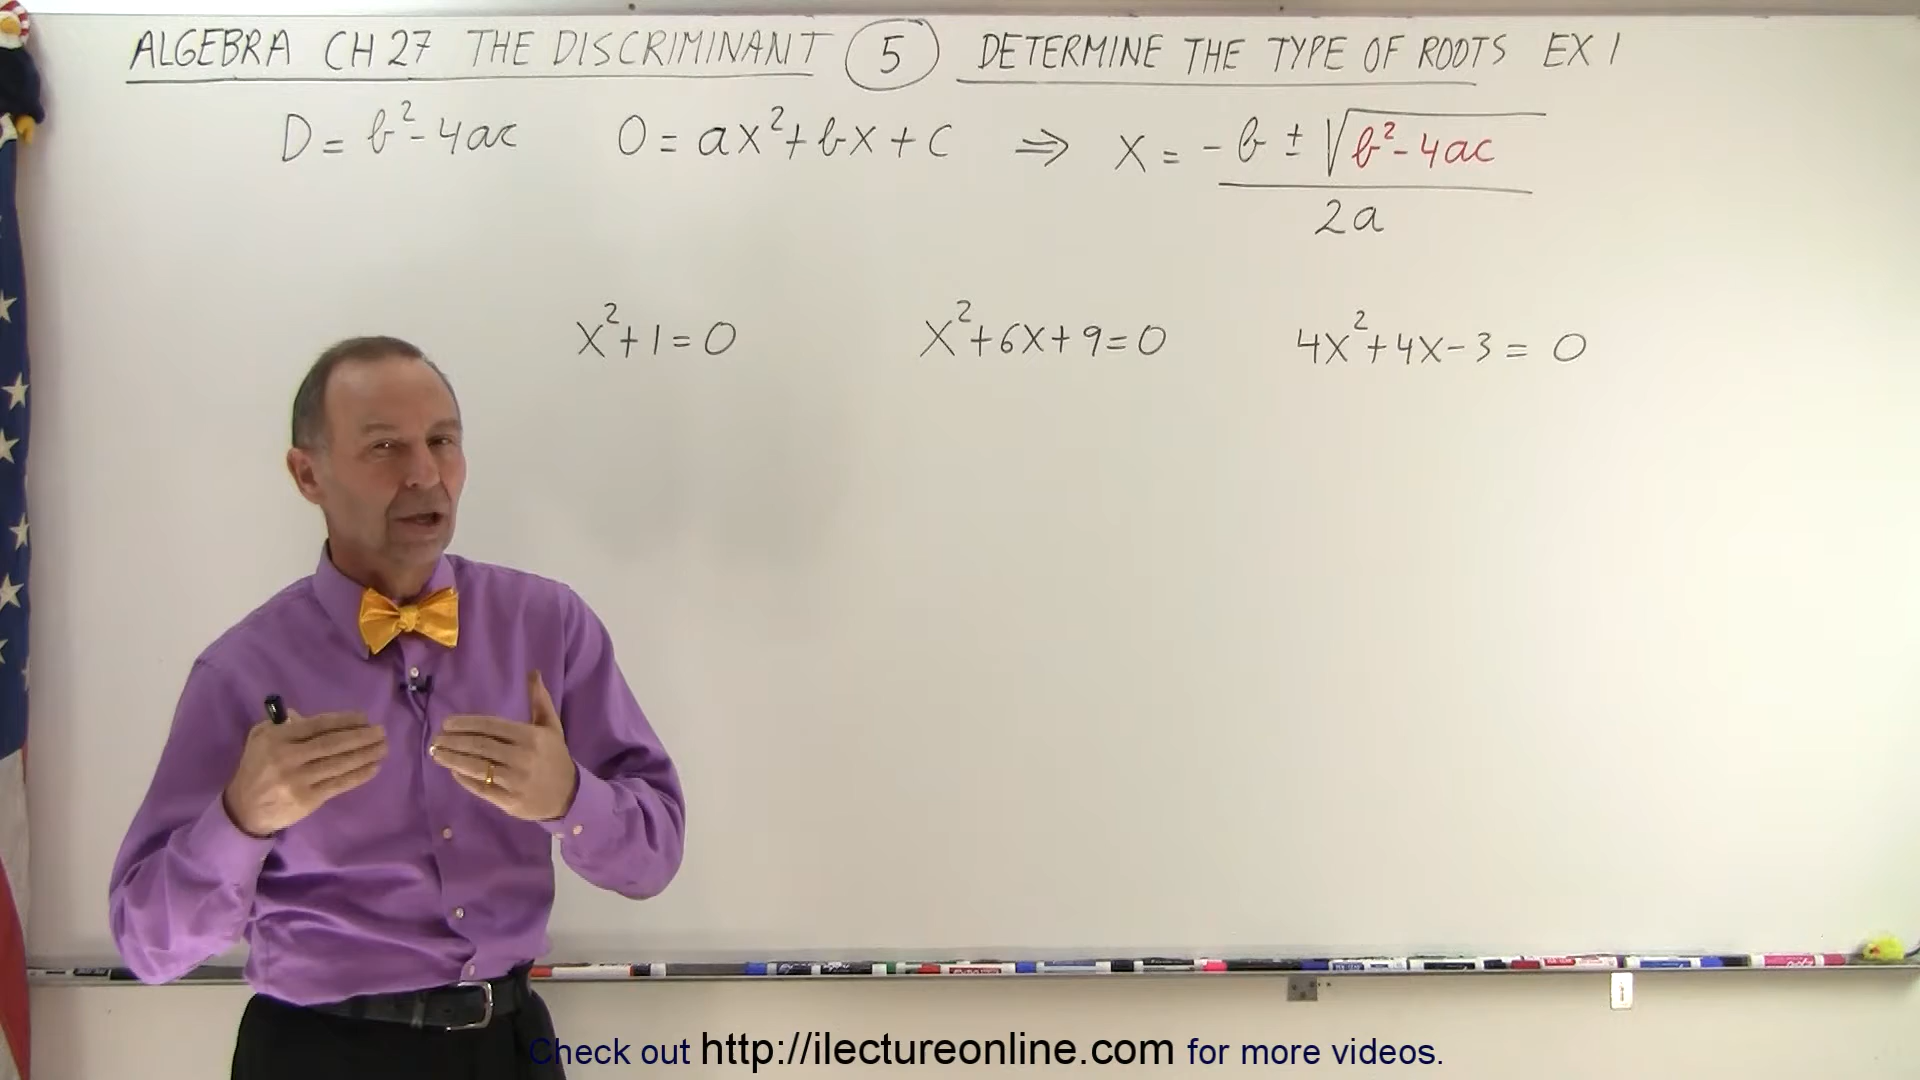 ALGEBRA CH 27 THE DISCRIMINANT 5 DETERMINE THE TYPE OF ROOTS EX 1
D = b²-4ac 0 = ax²+bx+c ⇒ x = -b ± √b²-4ac
2a
x²+1=0 x²+6x+9=0 4x²+4x-3=0
Check out http://ilectureonline.com for more videos.